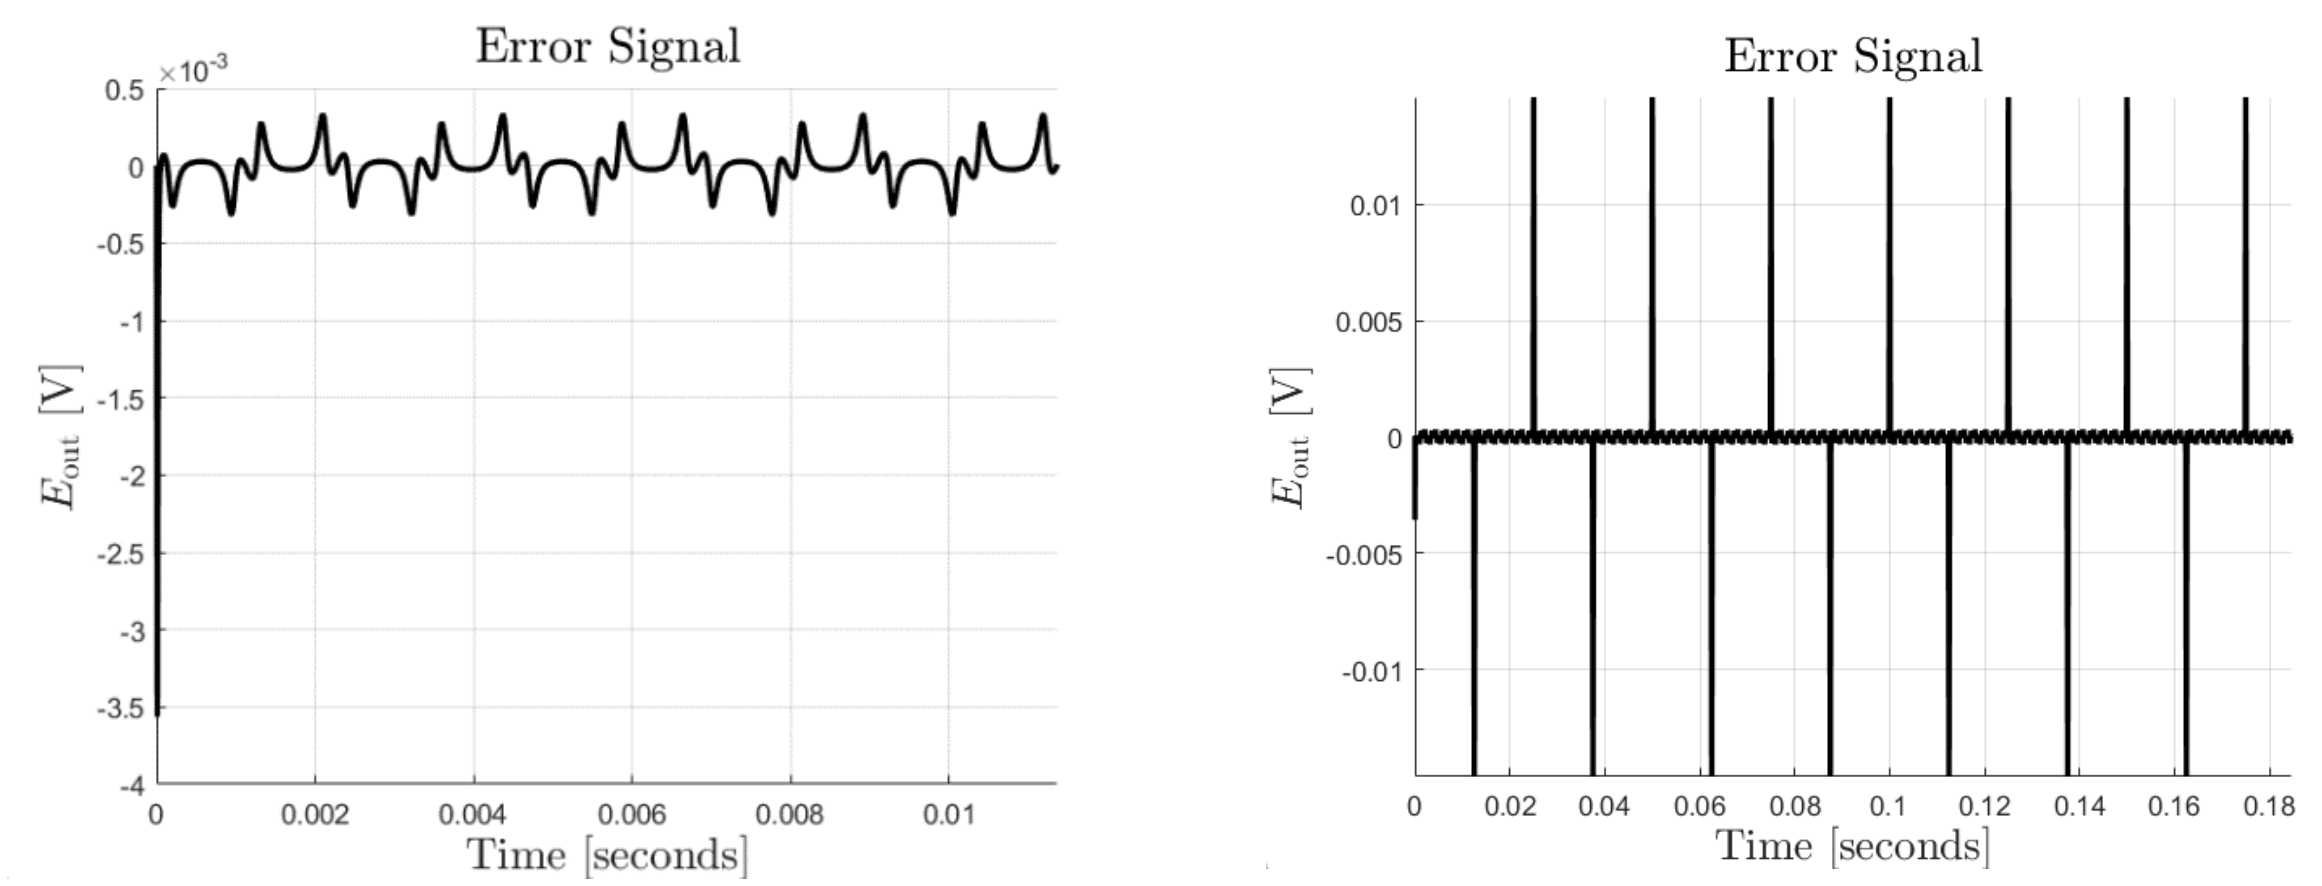 Error Signal
×10-3
0.5
0
-0.5
-1
-1.5
-2
-2.5
-3
-3.5
-4
Eout [V]
0 0.002 0.004 0.006 0.008 0.01
Time [seconds]
Error Signal
0.01
0.005
0
-0.005
-0.01
Eout [V]
0 0.02 0.04 0.06 0.08 0.1 0.12 0.14 0.16 0.18
Time [seconds]